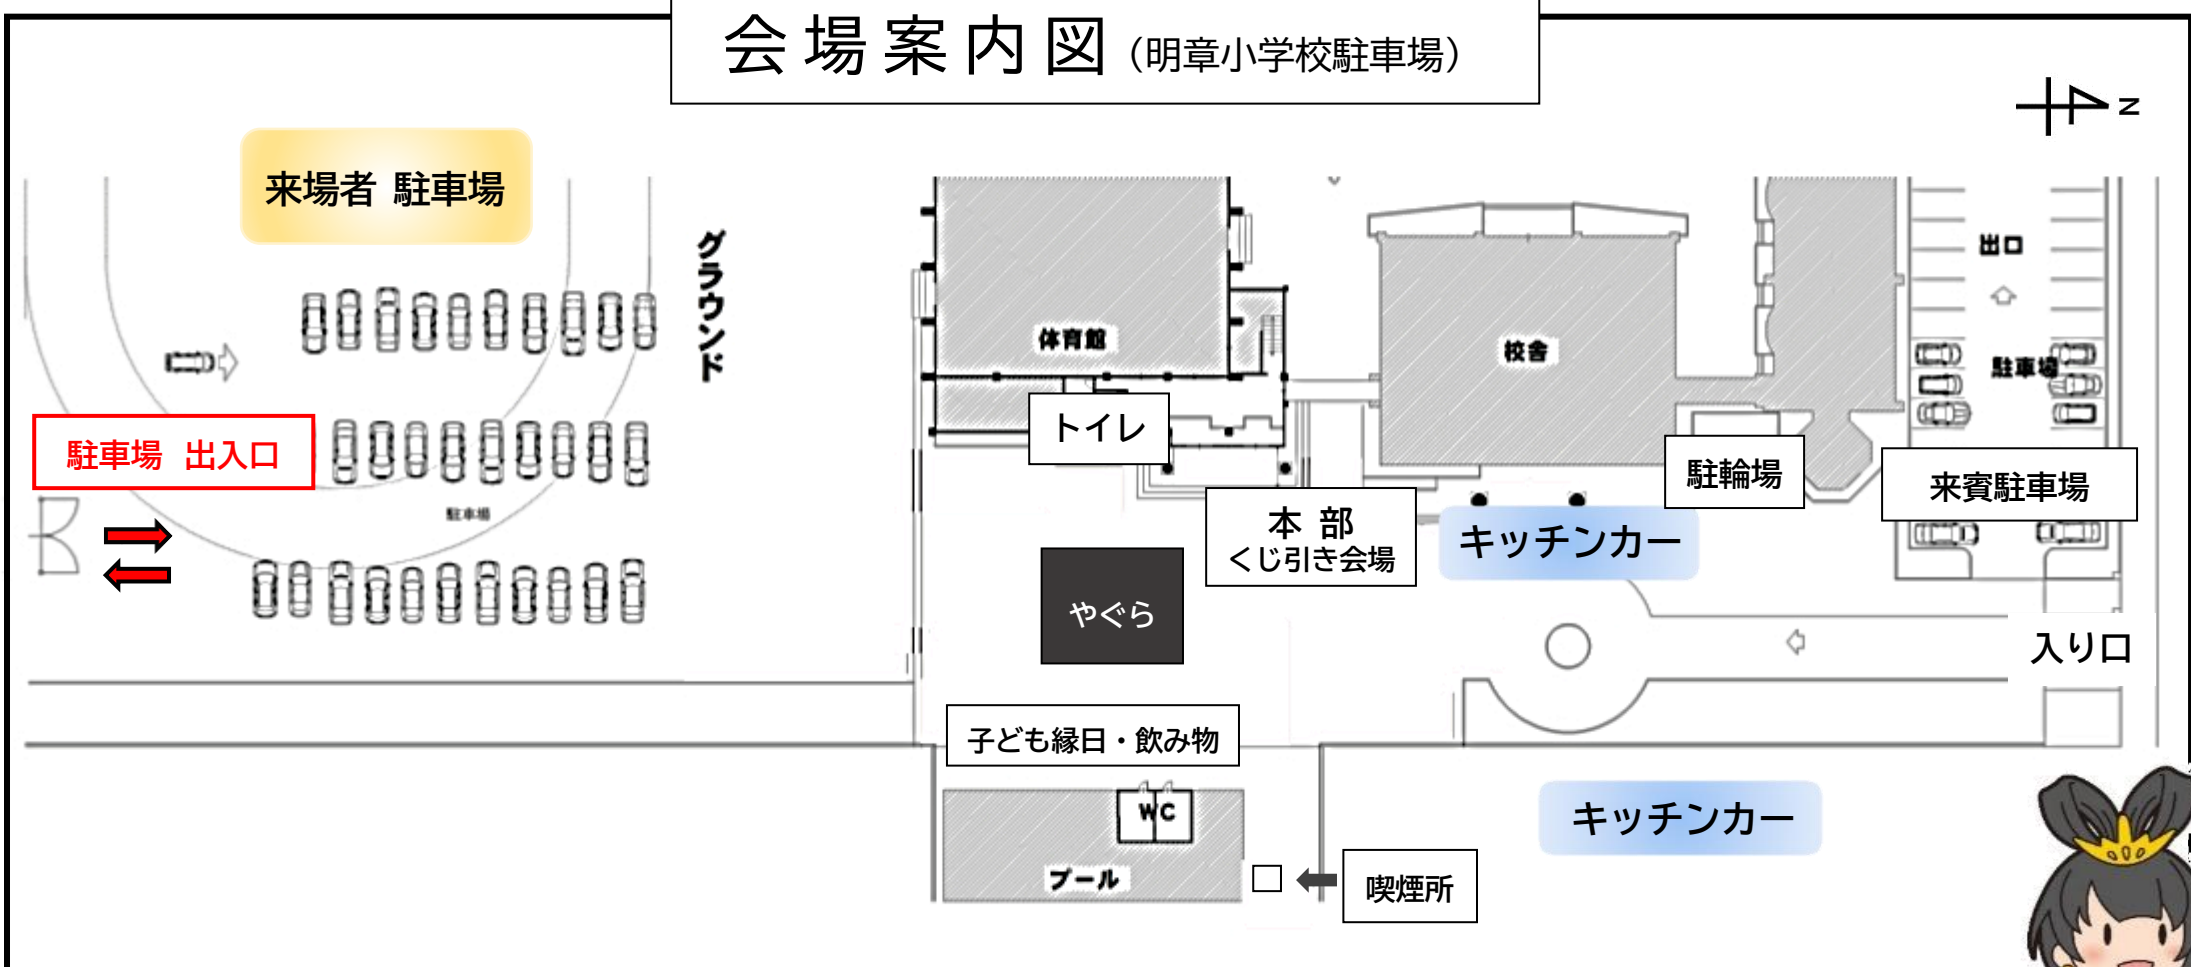 会場案内図（明章小学校駐車場）
N
来場者 駐車場
グラウンド
出口
体育館
校舎
駐車場
トイレ
駐車場 出入口
駐輪場
来賓駐車場
駐車場
本部
くじ引き会場
キッチンカー
やぐら
入り口
子ども縁日・飲み物
WC
キッチンカー
プール
喫煙所